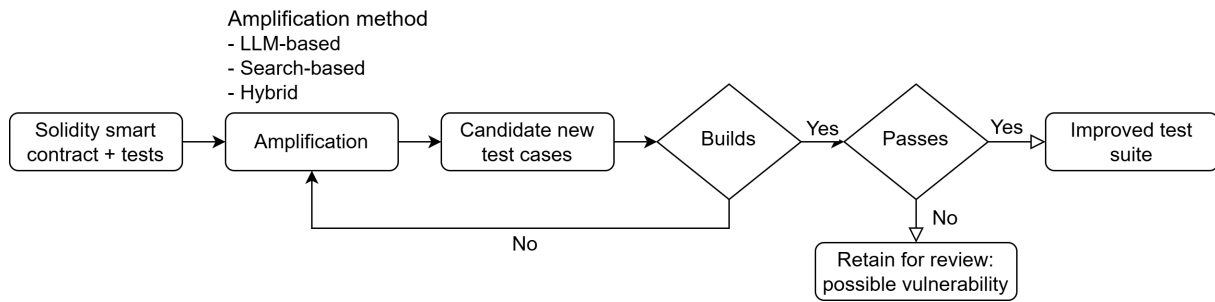 Amplification method
- LLM-based
- Search-based
- Hybrid
Solidity smart
contract + tests
Amplification
Candidate new
test cases
Builds
Yes
Passes
Yes
Improved test
suite
No
No
Retain for review:
possible vulnerability